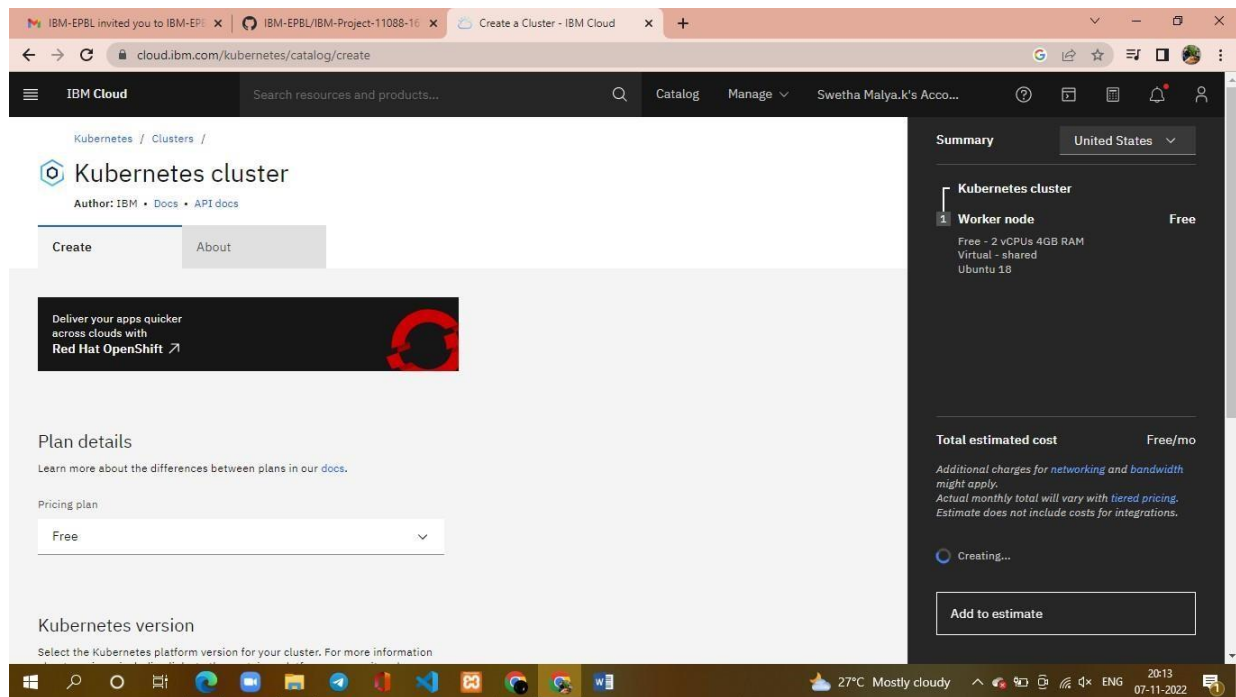 IBM-EPBL invited you to IBM-EPB
IBM-EPBL/IBM-Project-11088-16
Create a Cluster - IBM Cloud
cloud.ibm.com/kubernetes/catalog/create
IBM Cloud
Search resources and products...
Catalog
Manage
Swetha Malya.k's Acco...
Kubernetes / Clusters /
Kubernetes cluster
Author: IBM • Docs • API docs
Create
About
Deliver your apps quicker
across clouds with
Red Hat OpenShift
Plan details
Learn more about the differences between plans in our docs.
Pricing plan
Free
Kubernetes version
Select the Kubernetes platform version for your cluster. For more information
Summary
United States
Kubernetes cluster
1 Worker node Free
Free - 2 vCPUs 4GB RAM
Virtual - shared
Ubuntu 18
Total estimated cost Free/mo
Additional charges for networking and bandwidth
might apply.
Actual monthly total will vary with tiered pricing.
Estimate does not include costs for integrations.
Creating...
Add to estimate
27°C Mostly cloudy
ENG
20:13
07-11-2022